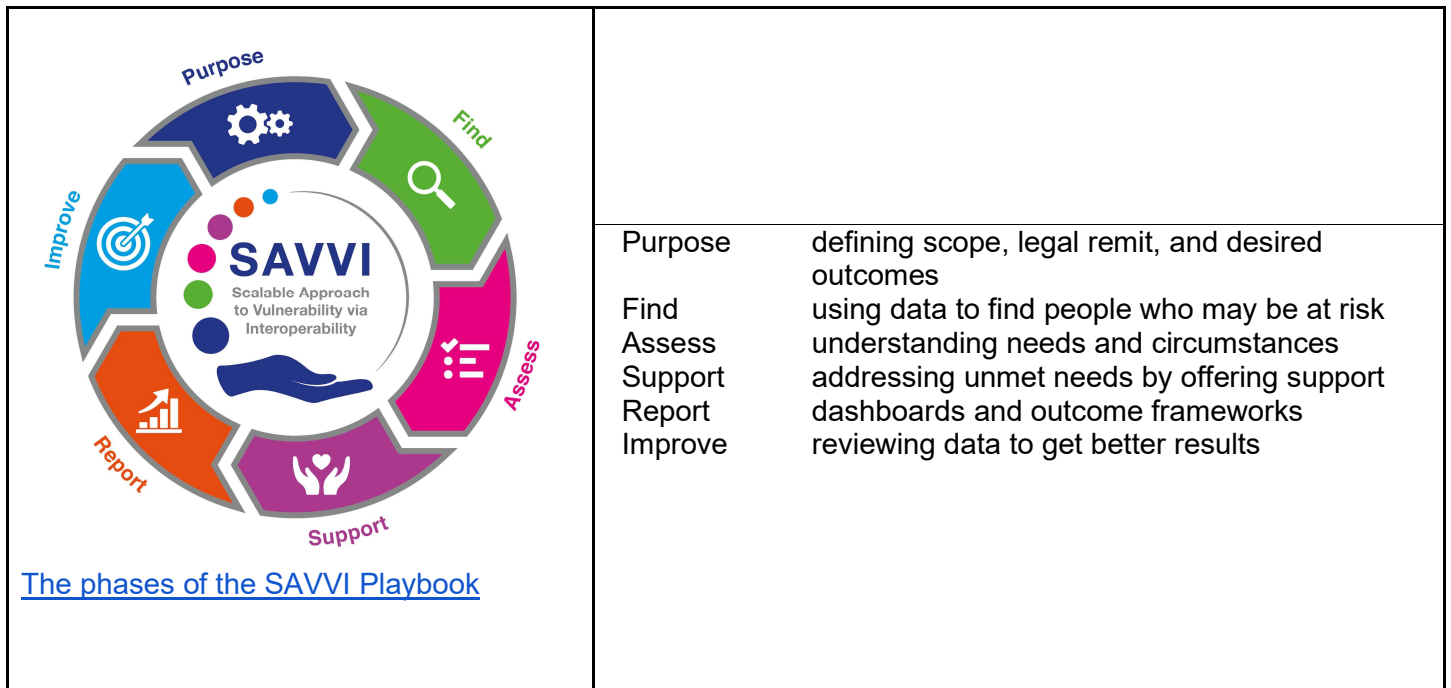 Purpose
Find
Assess
Support
Report
Improve
SAVVI
Scalable Approach
to Vulnerability via
Interoperability
The phases of the SAVVI Playbook
Purpose defining scope, legal remit, and desired
outcomes
Find using data to find people who may be at risk
Assess understanding needs and circumstances
Support addressing unmet needs by offering support
Report dashboards and outcome frameworks
Improve reviewing data to get better results